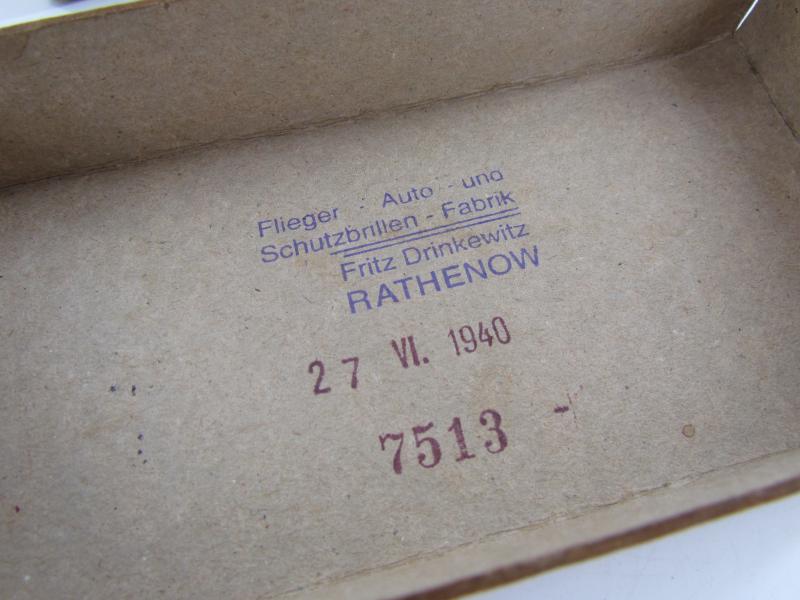 Flieger - Auto - und
Schutzbrillen - Fabrik
Fritz Drinkewitz
RATHENOW
27 VI. 1940
7513 -